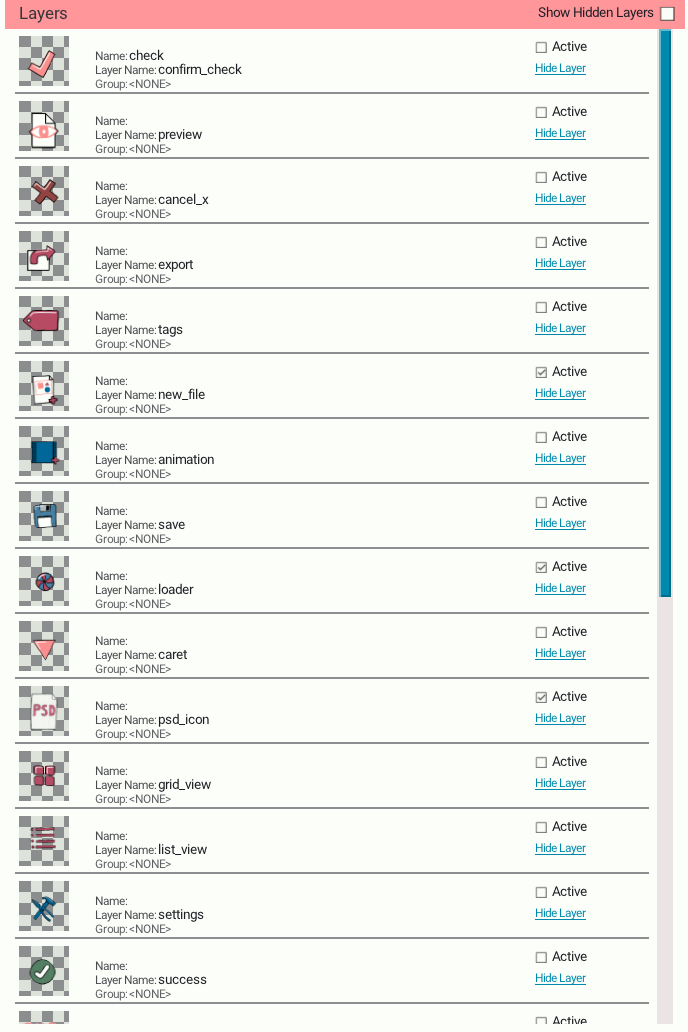 Layers Show Hidden Layers
Name: check Active
Layer Name: confirm_check Hide Layer
Group: <NONE>
Name: Active
Layer Name: preview Hide Layer
Group: <NONE>
Name: Active
Layer Name: cancel_x Hide Layer
Group: <NONE>
Name: Active
Layer Name: export Hide Layer
Group: <NONE>
Name: Active
Layer Name: tags Hide Layer
Group: <NONE>
Name: Active
Layer Name: new_file Hide Layer
Group: <NONE>
Name: Active
Layer Name: animation Hide Layer
Group: <NONE>
Name: Active
Layer Name: save Hide Layer
Group: <NONE>
Name: Active
Layer Name: loader Hide Layer
Group: <NONE>
Name: Active
Layer Name: caret Hide Layer
Group: <NONE>
PSD
Name: Active
Layer Name: psd_icon Hide Layer
Group: <NONE>
Name: Active
Layer Name: grid_view Hide Layer
Group: <NONE>
Name: Active
Layer Name: list_view Hide Layer
Group: <NONE>
Name: Active
Layer Name: settings Hide Layer
Group: <NONE>
Name: Active
Layer Name: success Hide Layer
Group: <NONE>
Active